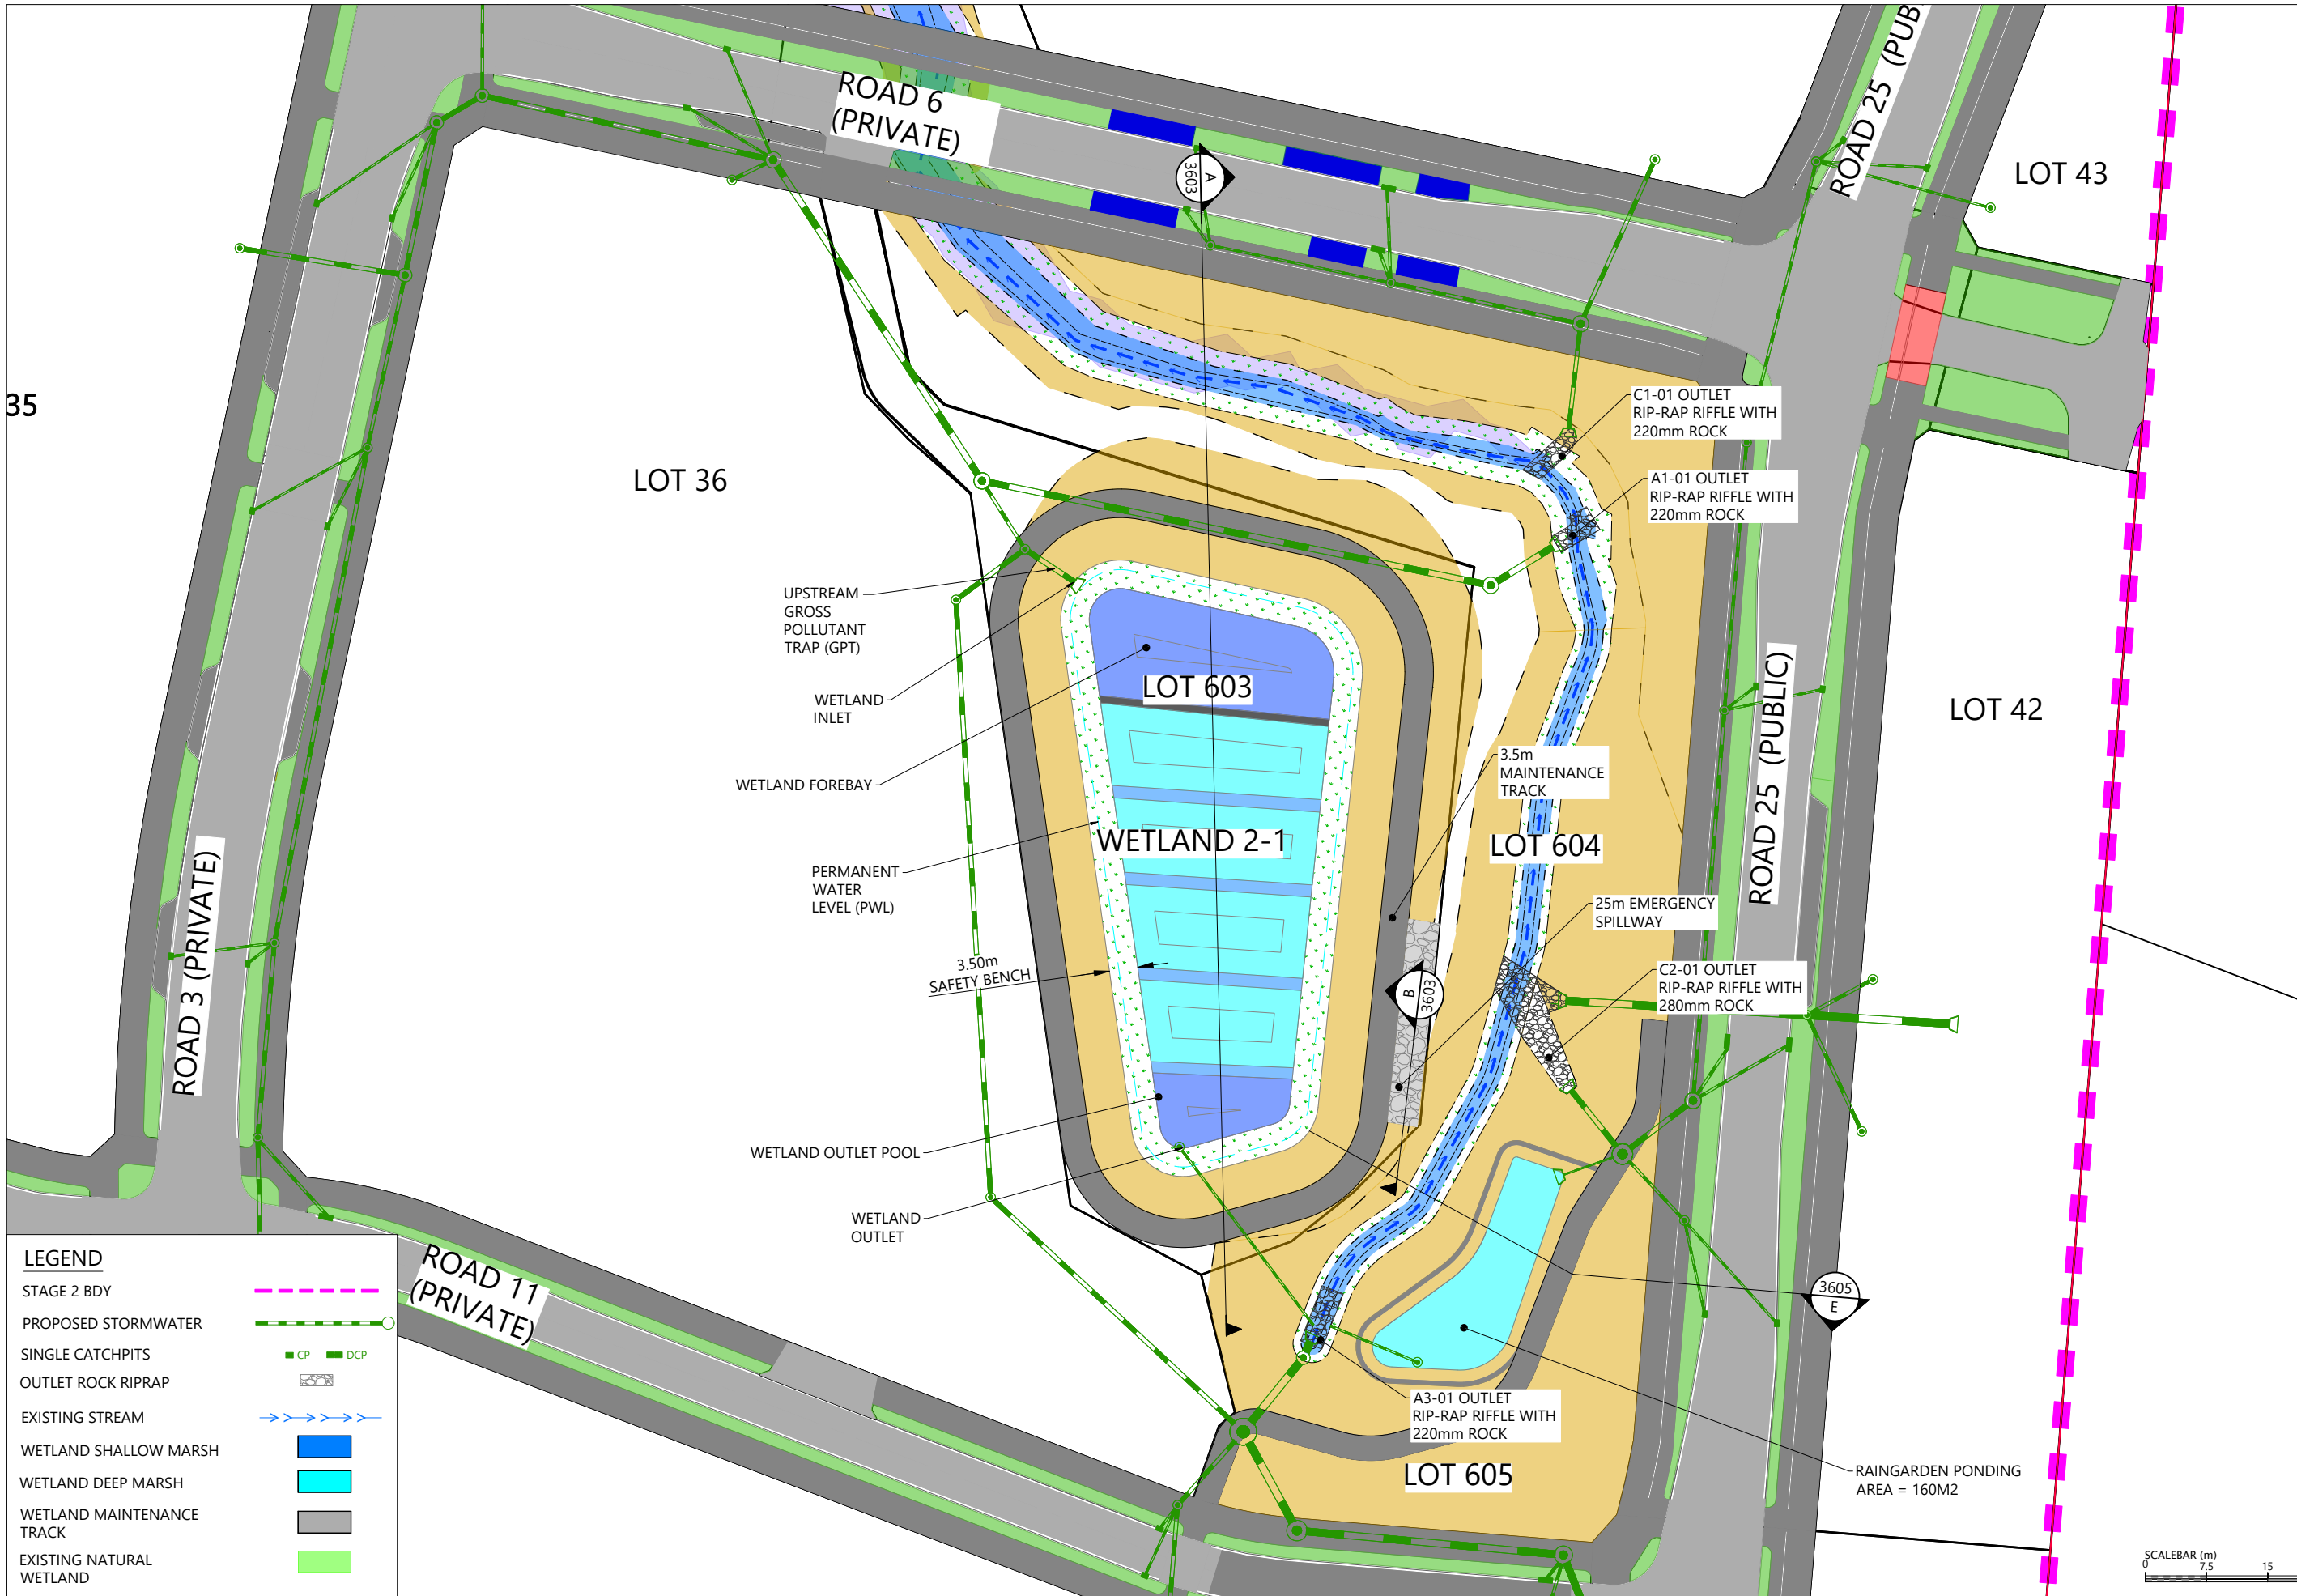 ROAD 6
(PRIVATE)
ROAD 25 (PUB
LOT 43
A
3603
35
LOT 36
C1-01 OUTLET
RIP-RAP RIFFLE WITH
220mm ROCK
A1-01 OUTLET
RIP-RAP RIFFLE WITH
220mm ROCK
UPSTREAM
GROSS
POLLUTANT
TRAP (GPT)
WETLAND
INLET
LOT 603
LOT 42
WETLAND FOREBAY
3.5m
MAINTENANCE
TRACK
WETLAND 2-1
LOT 604
ROAD 25 (PUBLIC)
PERMANENT
WATER
LEVEL (PWL)
25m EMERGENCY
SPILLWAY
3.50m
SAFETY BENCH
C2-01 OUTLET
RIP-RAP RIFFLE WITH
280mm ROCK
B
3603
ROAD 3 (PRIVATE)
WETLAND OUTLET POOL
WETLAND
OUTLET
3605
E
ROAD 11
(PRIVATE)
A3-01 OUTLET
RIP-RAP RIFFLE WITH
220mm ROCK
LOT 605
RAINGARDEN PONDING
AREA = 160M2
LEGEND
STAGE 2 BDY
PROPOSED STORMWATER
SINGLE CATCHPITS
CP DCP
OUTLET ROCK RIPRAP
EXISTING STREAM
WETLAND SHALLOW MARSH
WETLAND DEEP MARSH
WETLAND MAINTENANCE
TRACK
EXISTING NATURAL
WETLAND
SCALEBAR (m)
0 7.5 15